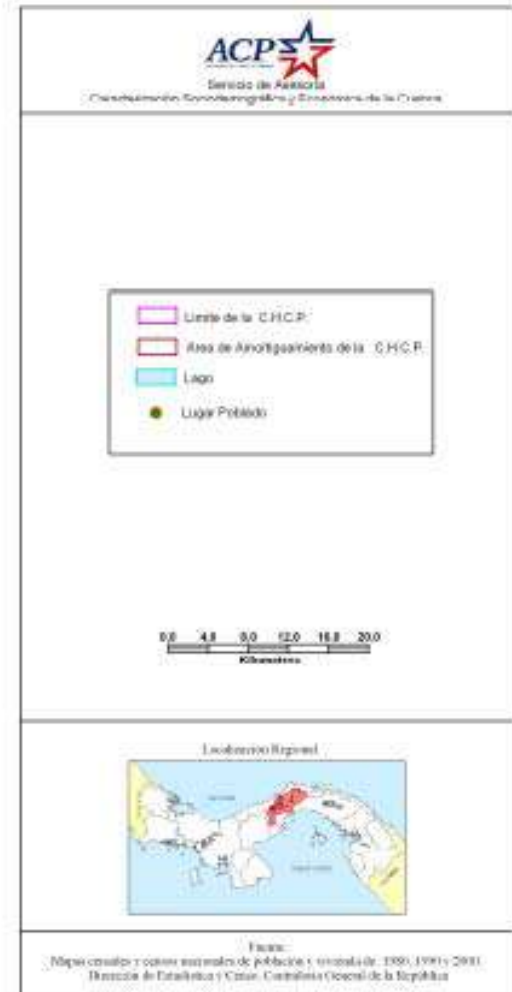 ACP
Servicio de Asesoría
Caracterización Sociodemográfica y Económica de la Cuenca
Límite de la C.H.C.P.
Area de Amortiguamiento de la C.H.C.P.
Lago
Lugar Poblado
0.0 4.0 8.0 12.0 16.0 20.0
Kilometers
Localización Regional
Fuente:
Mapas censales y censos nacionales de población y vivienda de: 1980, 1990 y 2000.
Dirección de Estadística y Censo. Contraloría General de la República